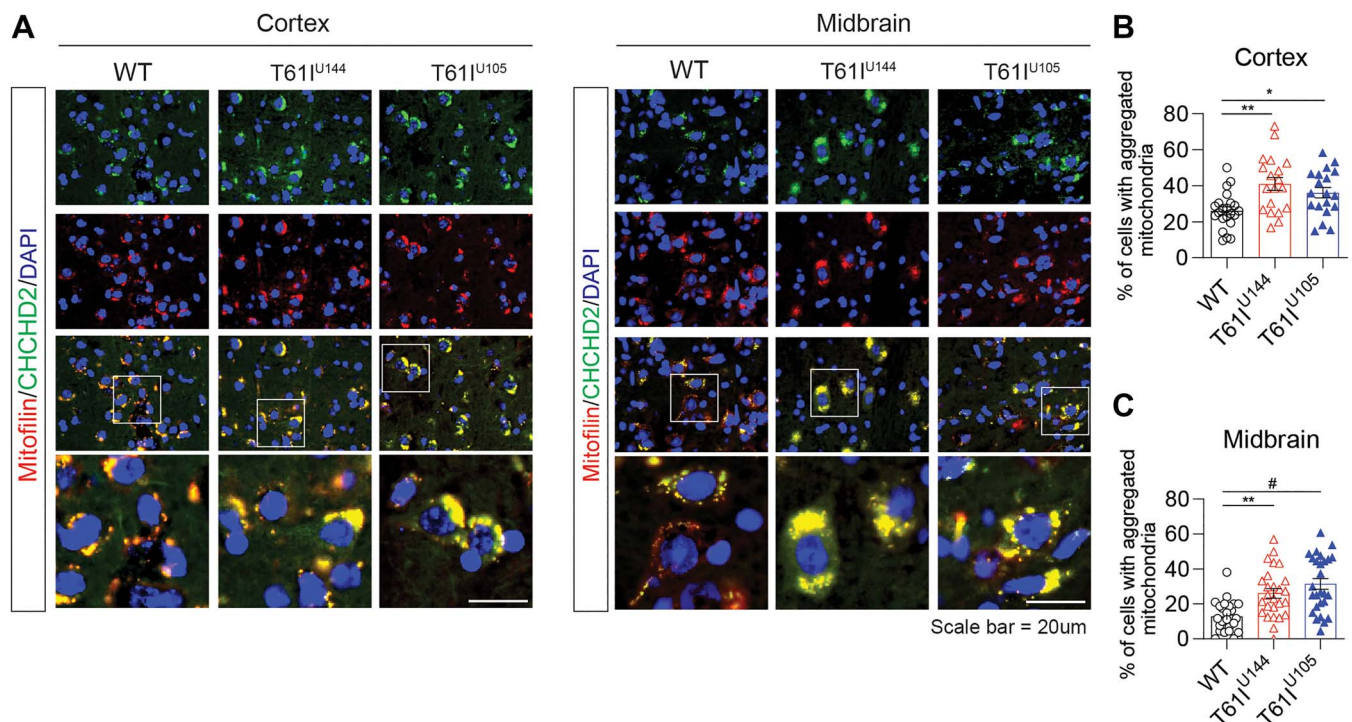 A
Cortex
WT T61I^U144 T61I^U105
Mitofilin/CHCHD2/DAPI
Midbrain
WT T61I^U144 T61I^U105
Mitofilin/CHCHD2/DAPI
Scale bar = 20um
B
Cortex
*
**
% of cells with aggregated
mitochondria
80
60
40
20
0
WT
T61I^U144
T61I^U105
C
Midbrain
#
**
% of cells with aggregated
mitochondria
80
60
40
20
0
WT
T61I^U144
T61I^U105